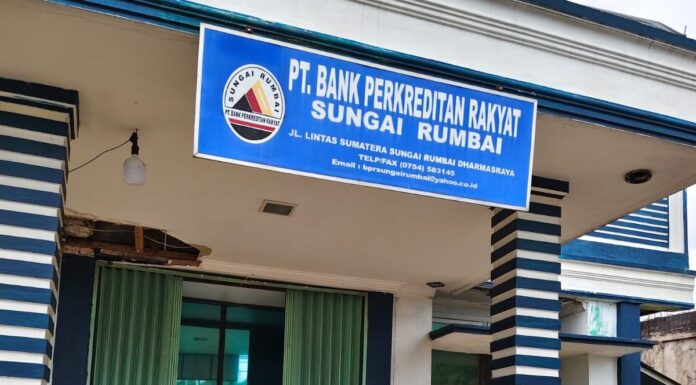 SUNGAI RUMBAI
PT. BANK PERKREDITAN RAKYAT
PT. BANK PERKREDITAN RAKYAT
SUNGAI RUMBAI
JL. LINTAS SUMATERA SUNGAI RUMBAI DHARMASRAYA
TELP/FAX (0754) 583145
Email : bprsungairumbai@yahoo.co.id